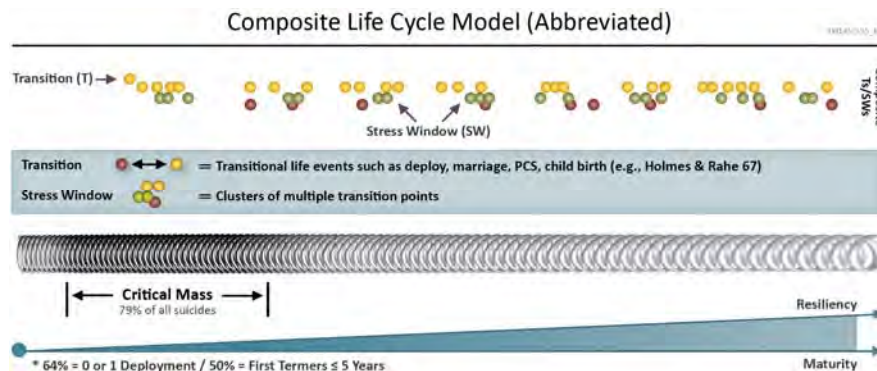 Composite Life Cycle Model (Abbreviated)
Transition (T)
Ts/SWs
Stress Window (SW)
Transition = Transitional life events such as deploy, marriage, PCS, child birth (e.g., Holmes & Rahe 67)
Stress Window = Clusters of multiple transition points
Critical Mass
79% of all suicides
Resiliency
* 64% = 0 or 1 Deployment / 50% = First Termers ≤ 5 Years
Maturity